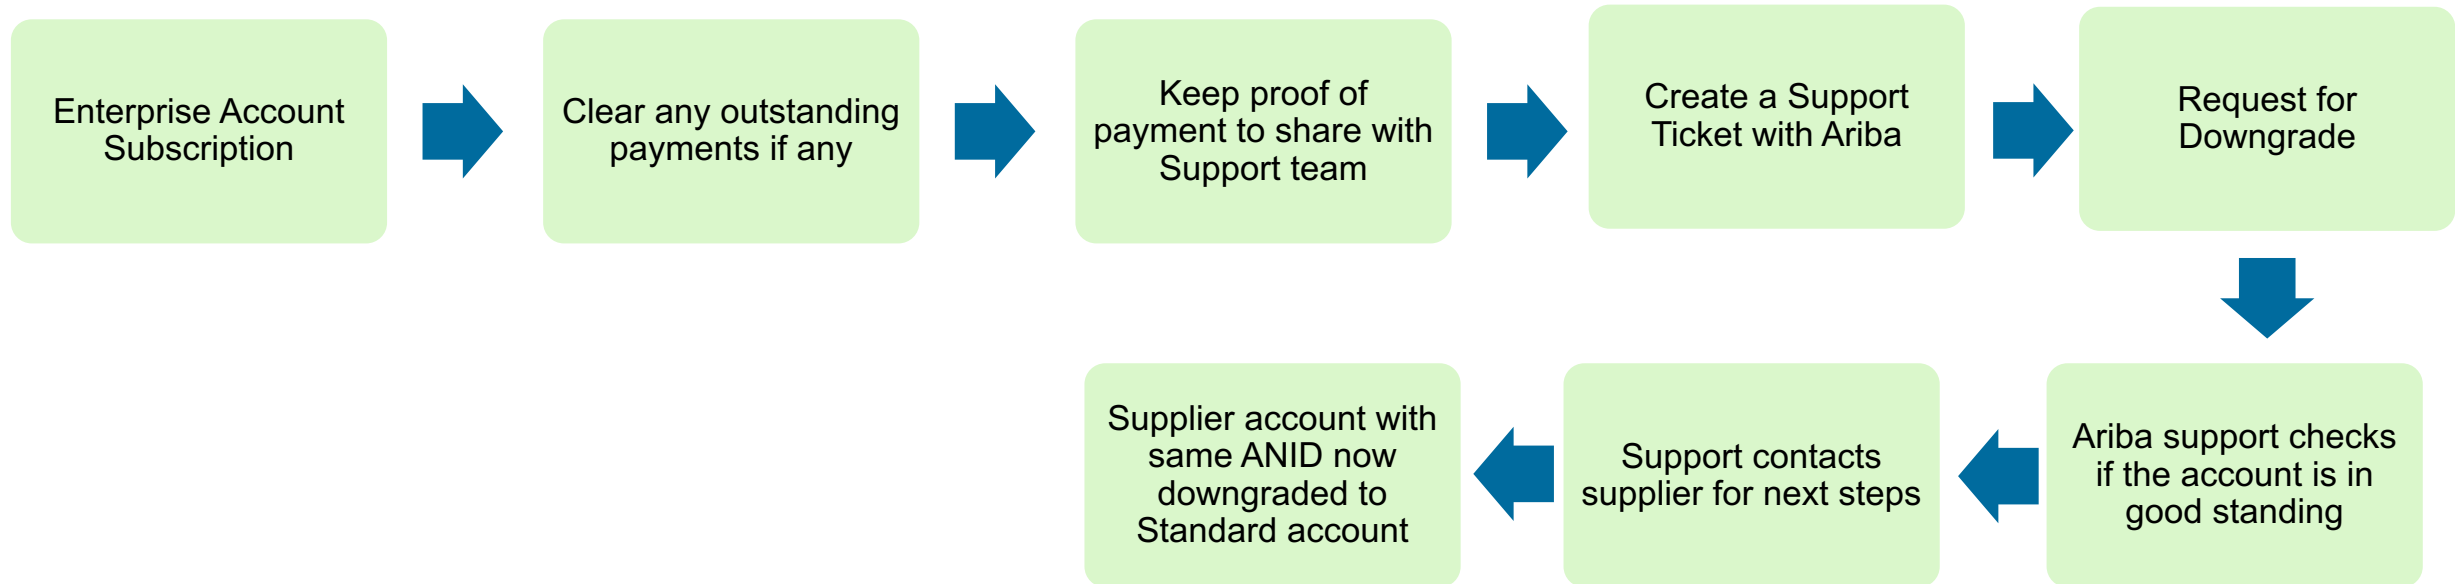 Enterprise Account
Subscription
Clear any outstanding
payments if any
Keep proof of
payment to share with
Support team
Create a Support
Ticket with Ariba
Request for
Downgrade
Ariba support checks
if the account is in
good standing
Support contacts
supplier for next steps
Supplier account with
same ANID now
downgraded to
Standard account